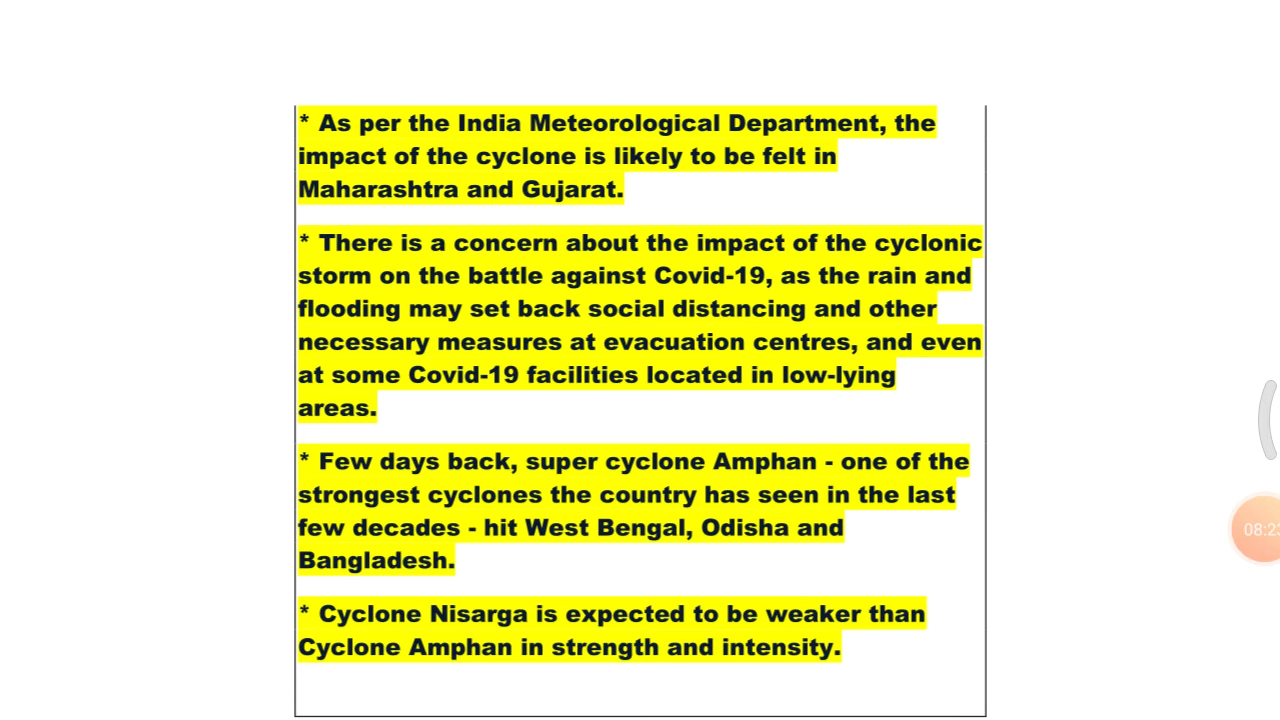 * As per the India Meteorological Department, the
impact of the cyclone is likely to be felt in
Maharashtra and Gujarat.
* There is a concern about the impact of the cyclonic
storm on the battle against Covid-19, as the rain and
flooding may set back social distancing and other
necessary measures at evacuation centres, and even
at some Covid-19 facilities located in low-lying
areas.
* Few days back, super cyclone Amphan - one of the
strongest cyclones the country has seen in the last
few decades - hit West Bengal, Odisha and
Bangladesh.
* Cyclone Nisarga is expected to be weaker than
Cyclone Amphan in strength and intensity.